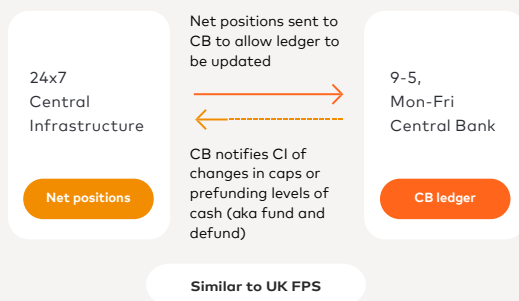 24x7
Central
Infrastructure
Net positions
Net positions sent to
CB to allow ledger to
be updated
CB notifies CI of
changes in caps or
prefunding levels of
cash (aka fund and
defund)
9-5,
Mon-Fri
Central Bank
CB ledger
Similar to UK FPS